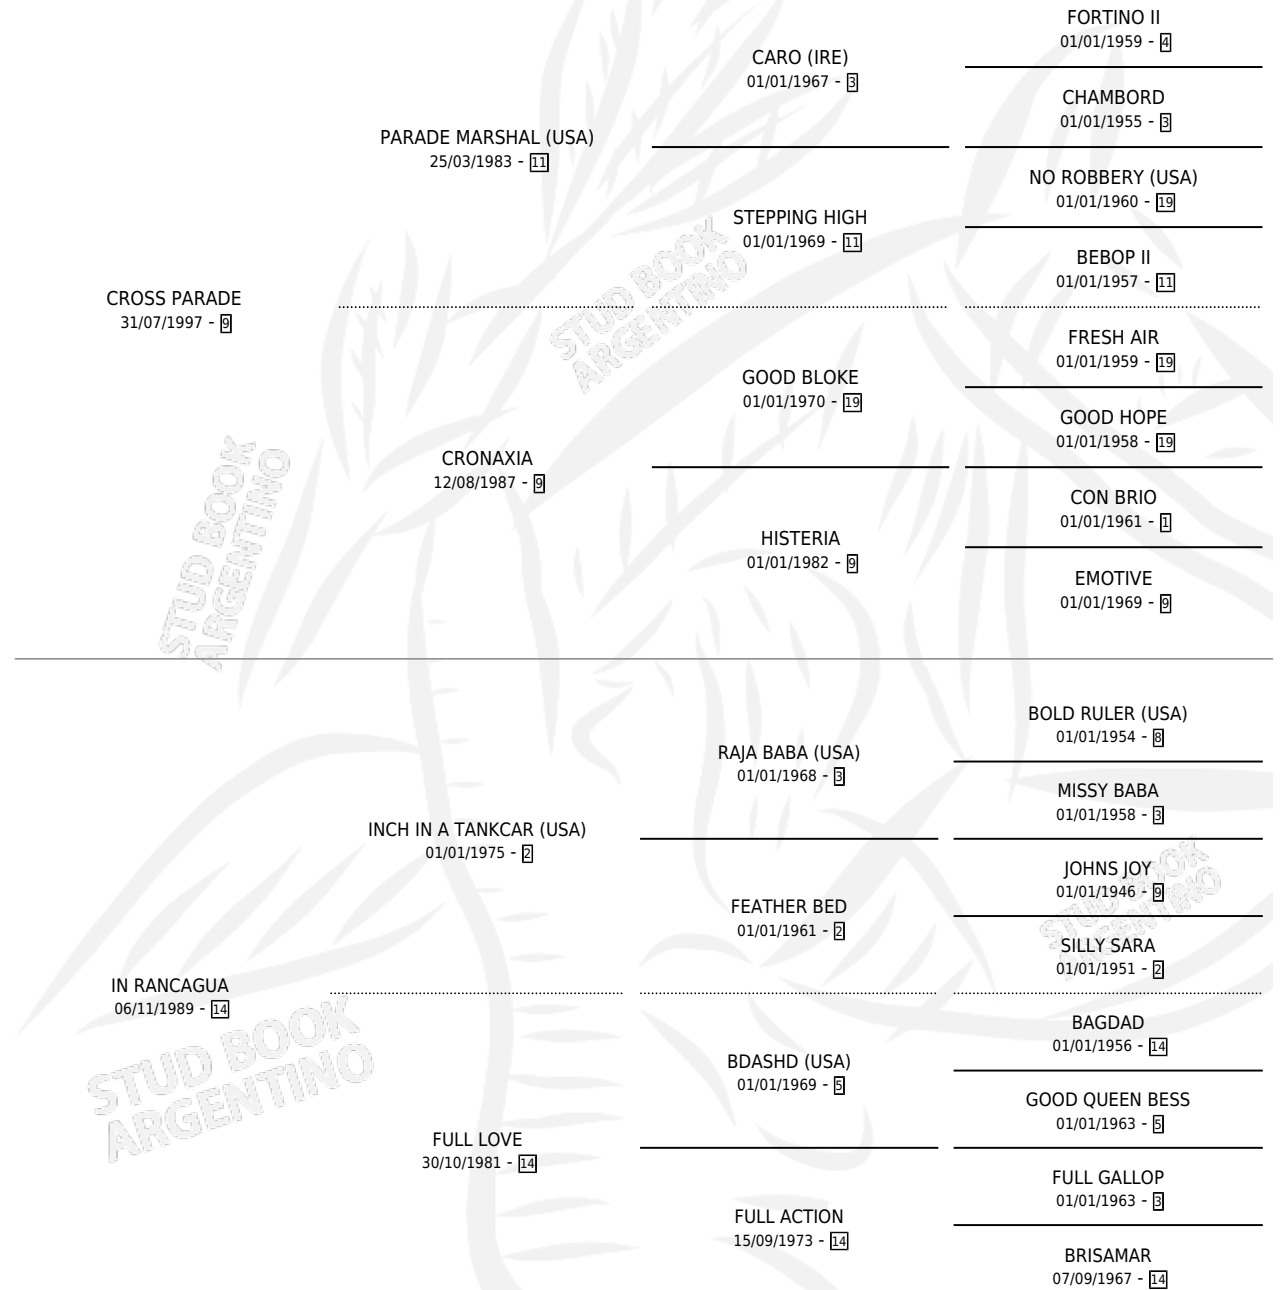 FORTINO II
01/01/1959 - 4
CARO (IRE)
01/01/1967 - 3
CHAMBORD
01/01/1955 - 3
PARADE MARSHAL (USA)
25/03/1983 - 11
NO ROBBERY (USA)
01/01/1960 - 19
STEPPING HIGH
01/01/1969 - 11
BEBOP II
01/01/1957 - 11
CROSS PARADE
31/07/1997 - 9
FRESH AIR
01/01/1959 - 19
GOOD BLOKE
01/01/1970 - 19
GOOD HOPE
01/01/1958 - 19
CRONAXIA
12/08/1987 - 9
CON BRIO
01/01/1961 - 1
HISTERIA
01/01/1982 - 9
EMOTIVE
01/01/1969 - 9
STUD BOOK
ARGENTINO
STUD BOOK
ARGENTINO
BOLD RULER (USA)
01/01/1954 - 8
RAJA BABA (USA)
01/01/1968 - 3
MISSY BABA
01/01/1958 - 3
INCH IN A TANKCAR (USA)
01/01/1975 - 2
JOHNS JOY
01/01/1946 - 9
FEATHER BED
01/01/1961 - 2
SILLY SARA
01/01/1951 - 2
STUD BOOK
ARGENTINO
IN RANCAGUA
06/11/1989 - 14
BAGDAD
01/01/1956 - 14
BDASHD (USA)
01/01/1969 - 5
GOOD QUEEN BESS
01/01/1963 - 5
FULL LOVE
30/10/1981 - 14
FULL GALLOP
01/01/1963 - 3
FULL ACTION
15/09/1973 - 14
BRISAMAR
07/09/1967 - 14
STUD BOOK
ARGENTINO